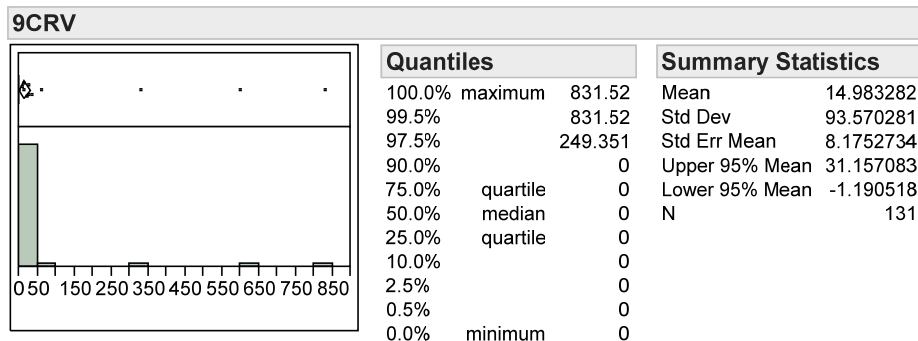 9CRV
0 50 150 250 350 450 550 650 750 850
Quantiles
100.0% maximum 831.52
99.5% 831.52
97.5% 249.351
90.0% 0
75.0% quartile 0
50.0% median 0
25.0% quartile 0
10.0% 0
2.5% 0
0.5% 0
0.0% minimum 0
Summary Statistics
Mean 14.983282
Std Dev 93.570281
Std Err Mean 8.1752734
Upper 95% Mean 31.157083
Lower 95% Mean -1.190518
N 131